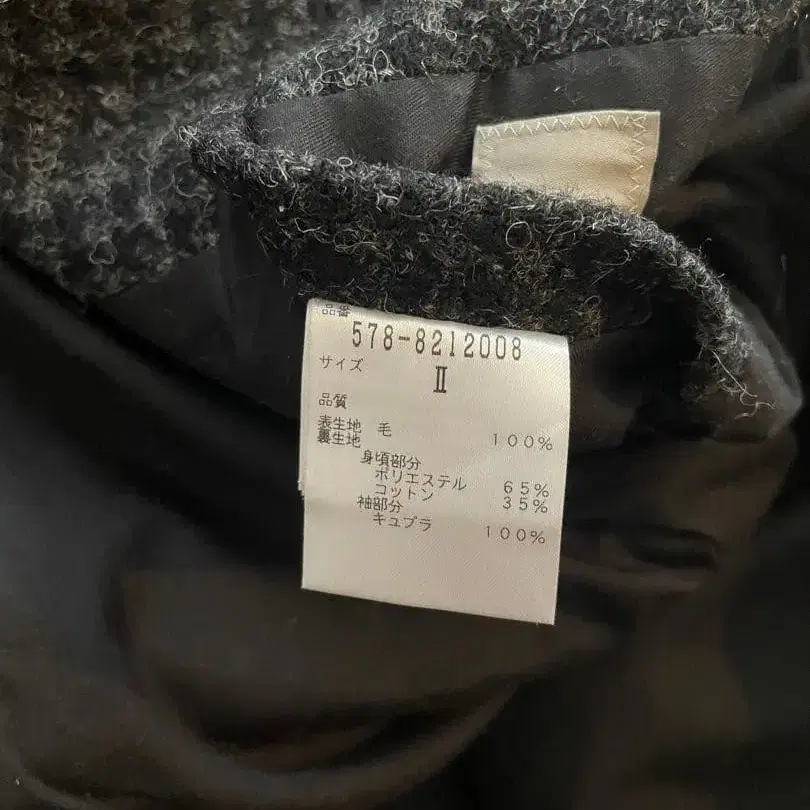 品番
578-8212008
サイズ
Ⅱ
品質
表生地 毛 100%
裏生地
身頃部分
ポリエステル 65%
コットン 35%
袖部分
キュプラ 100%